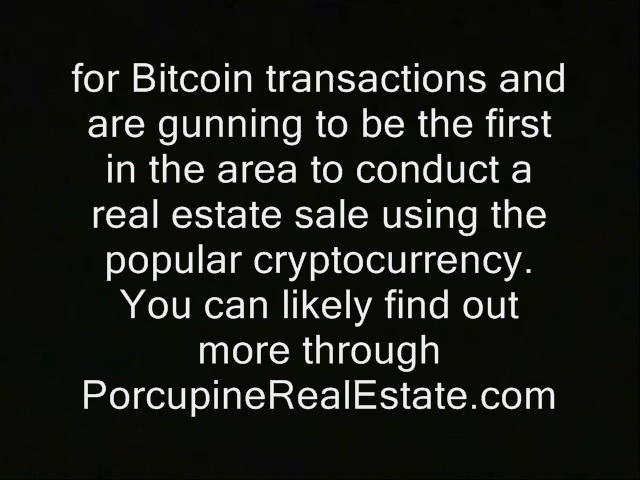 for Bitcoin transactions and
are gunning to be the first
in the area to conduct a
real estate sale using the
popular cryptocurrency.
You can likely find out
more through
PorcupineRealEstate.com